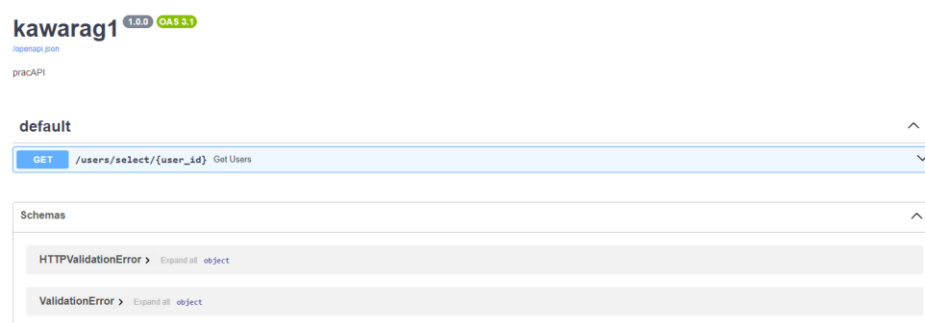 kawarag1 1.0.0 OAS 3.1
/openapi.json
pracAPI
default
GET /users/select/{user_id} Get Users
Schemas
HTTPValidationError Expand all object
ValidationError Expand all object